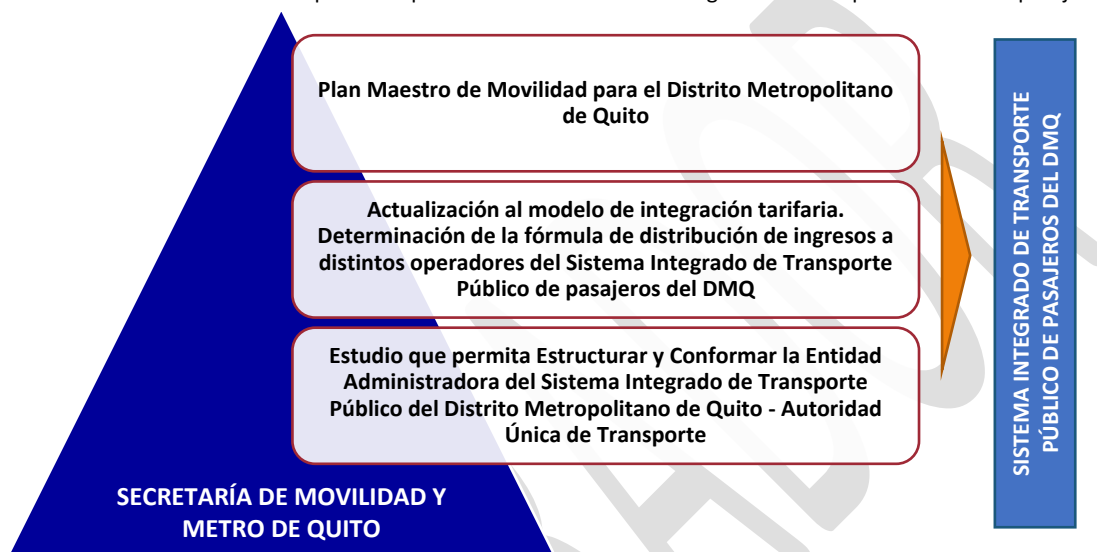 Plan Maestro de Movilidad para el Distrito Metropolitano
de Quito
Actualización al modelo de integración tarifaria.
Determinación de la fórmula de distribución de ingresos a
distintos operadores del Sistema Integrado de Transporte
Público de pasajeros del DMQ
Estudio que permita Estructurar y Conformar la Entidad
Administradora del Sistema Integrado de Transporte
Público del Distrito Metropolitano de Quito - Autoridad
Única de Transporte
SECRETARÍA DE MOVILIDAD Y
METRO DE QUITO
SISTEMA INTEGRADO DE TRANSPORTE
PÚBLICO DE PASAJEROS DEL DMQ